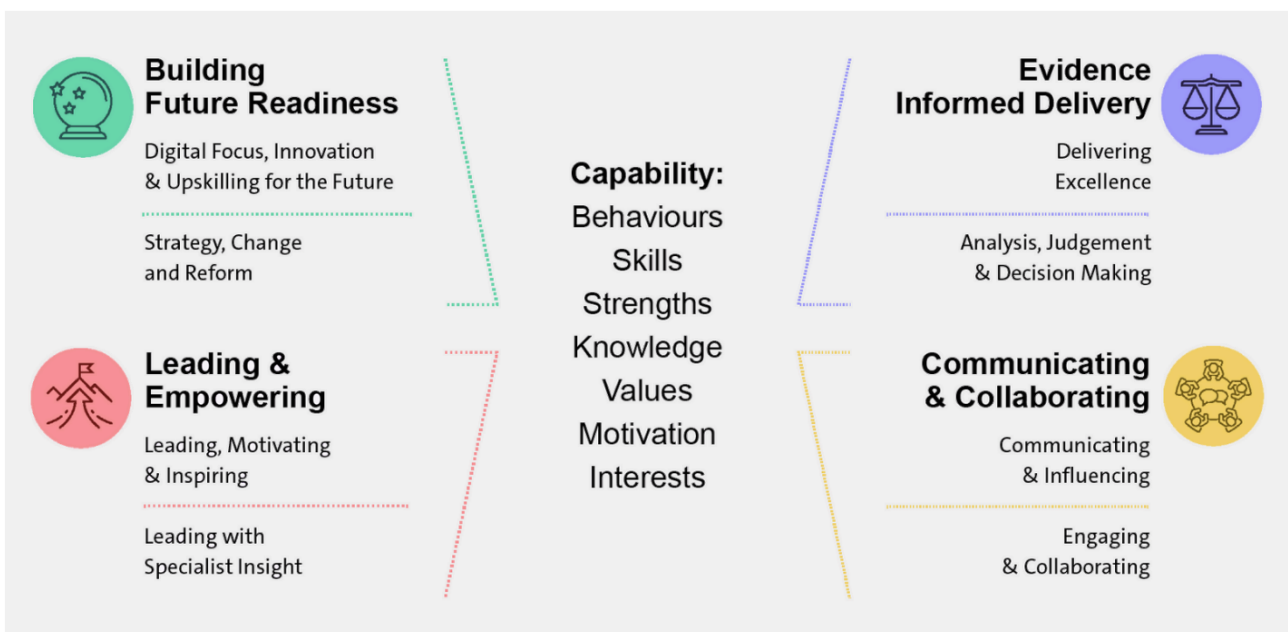 Building
Future Readiness
Digital Focus, Innovation
& Upskilling for the Future
Strategy, Change
and Reform
Leading &
Empowering
Leading, Motivating
& Inspiring
Leading with
Specialist Insight
Capability:
Behaviours
Skills
Strengths
Knowledge
Values
Motivation
Interests
Evidence
Informed Delivery
Delivering
Excellence
Analysis, Judgement
& Decision Making
Communicating
& Collaborating
Communicating
& Influencing
Engaging
& Collaborating